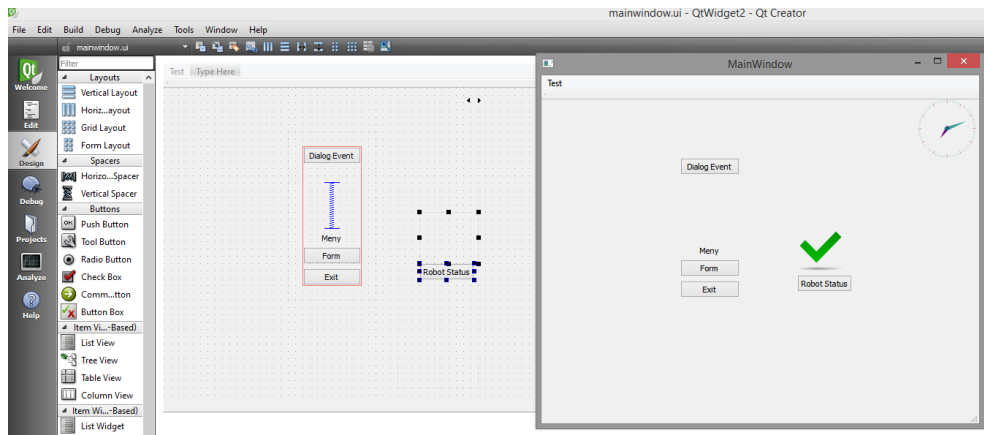 mainwindow.ui - QtWidget2 - Qt Creator
File Edit Build Debug Analyze Tools Window Help
mainwindow.ui
Qt
Welcome
Edit
Design
Debug
Projects
Analyze
Help
Filter
Layouts
Vertical Layout
Horiz...ayout
Grid Layout
Form Layout
Spacers
Horizo...Spacer
Vertical Spacer
Buttons
OK Push Button
Tool Button
Radio Button
Check Box
Comm...tton
Button Box
Item Vi...-Based)
List View
Tree View
Table View
Column View
Item Wi...-Based)
List Widget
Test Type Here
Dialog Event
Meny
Form
Exit
Robot Status
MainWindow
Test
Dialog Event
Meny
Form
Exit
Robot Status